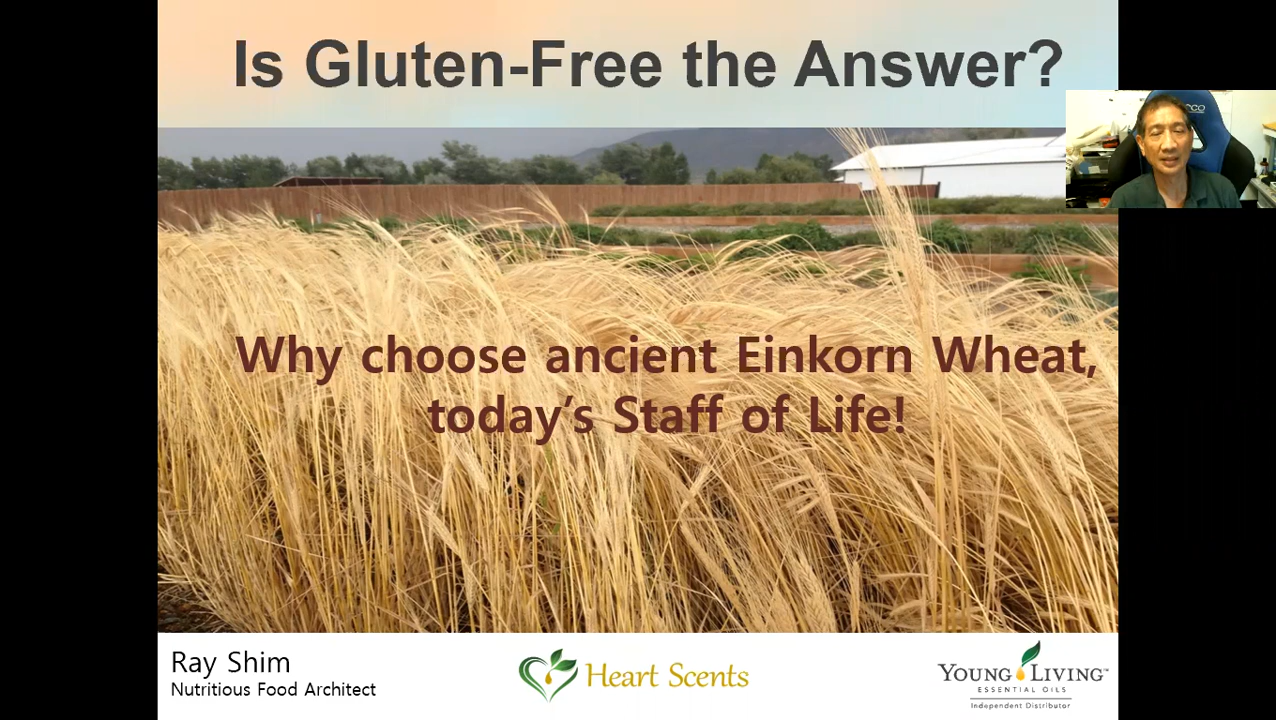 Is Gluten-Free the Answer?
Why choose ancient Einkorn Wheat,
today's Staff of Life!
Ray Shim
Nutritious Food Architect
Heart Scents
YOUNG LIVING™
ESSENTIAL OILS
Independent Distributor